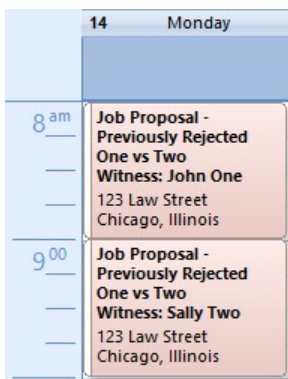 14 Monday
8 am
Job Proposal -
Previously Rejected
One vs Two
Witness: John One
123 Law Street
Chicago, Illinois
9 00
Job Proposal -
Previously Rejected
One vs Two
Witness: Sally Two
123 Law Street
Chicago, Illinois